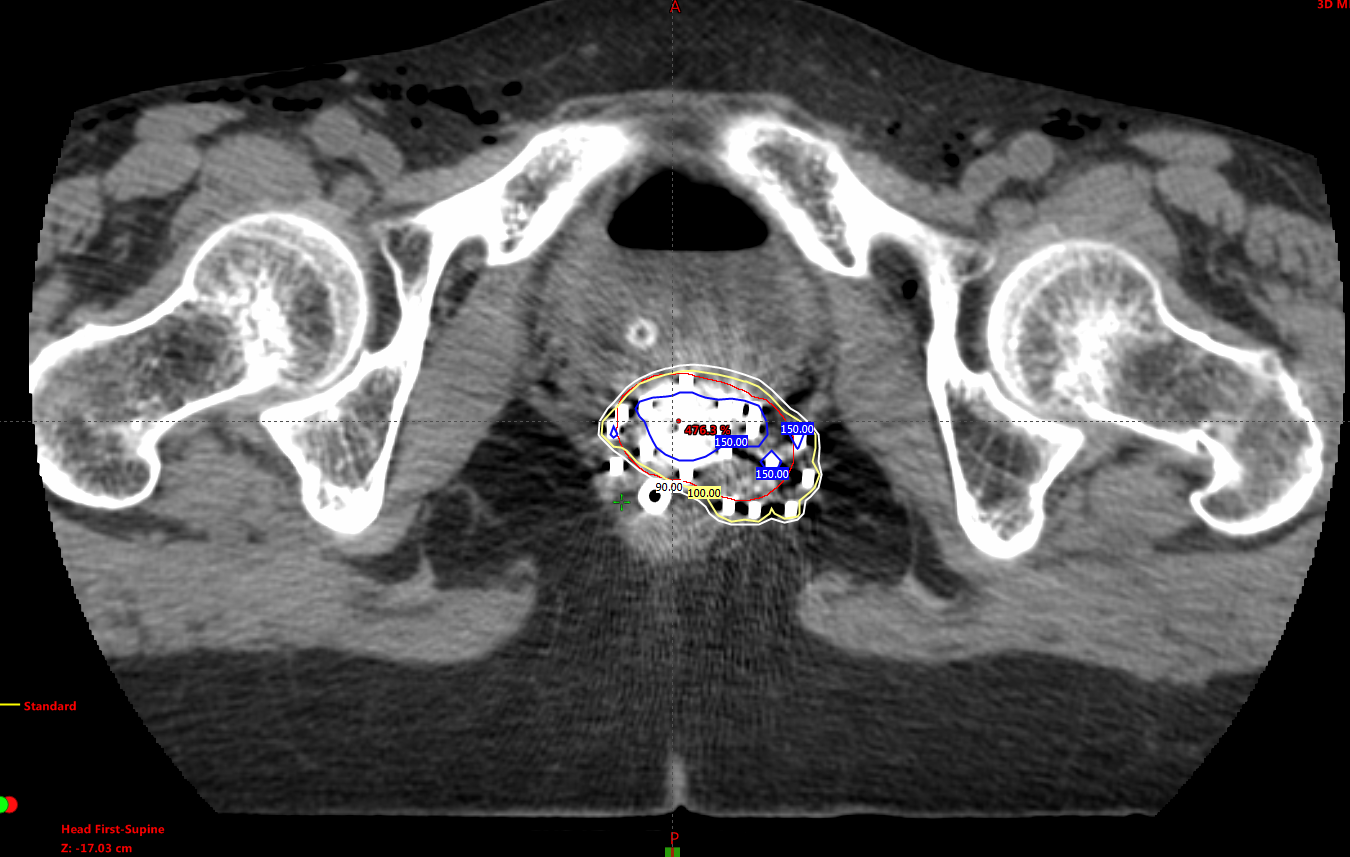 A
3D M
476.3 %
150.00
150.00
150.00
90.00
100.00
Standard
Head First-Supine
Z: -17.03 cm
P